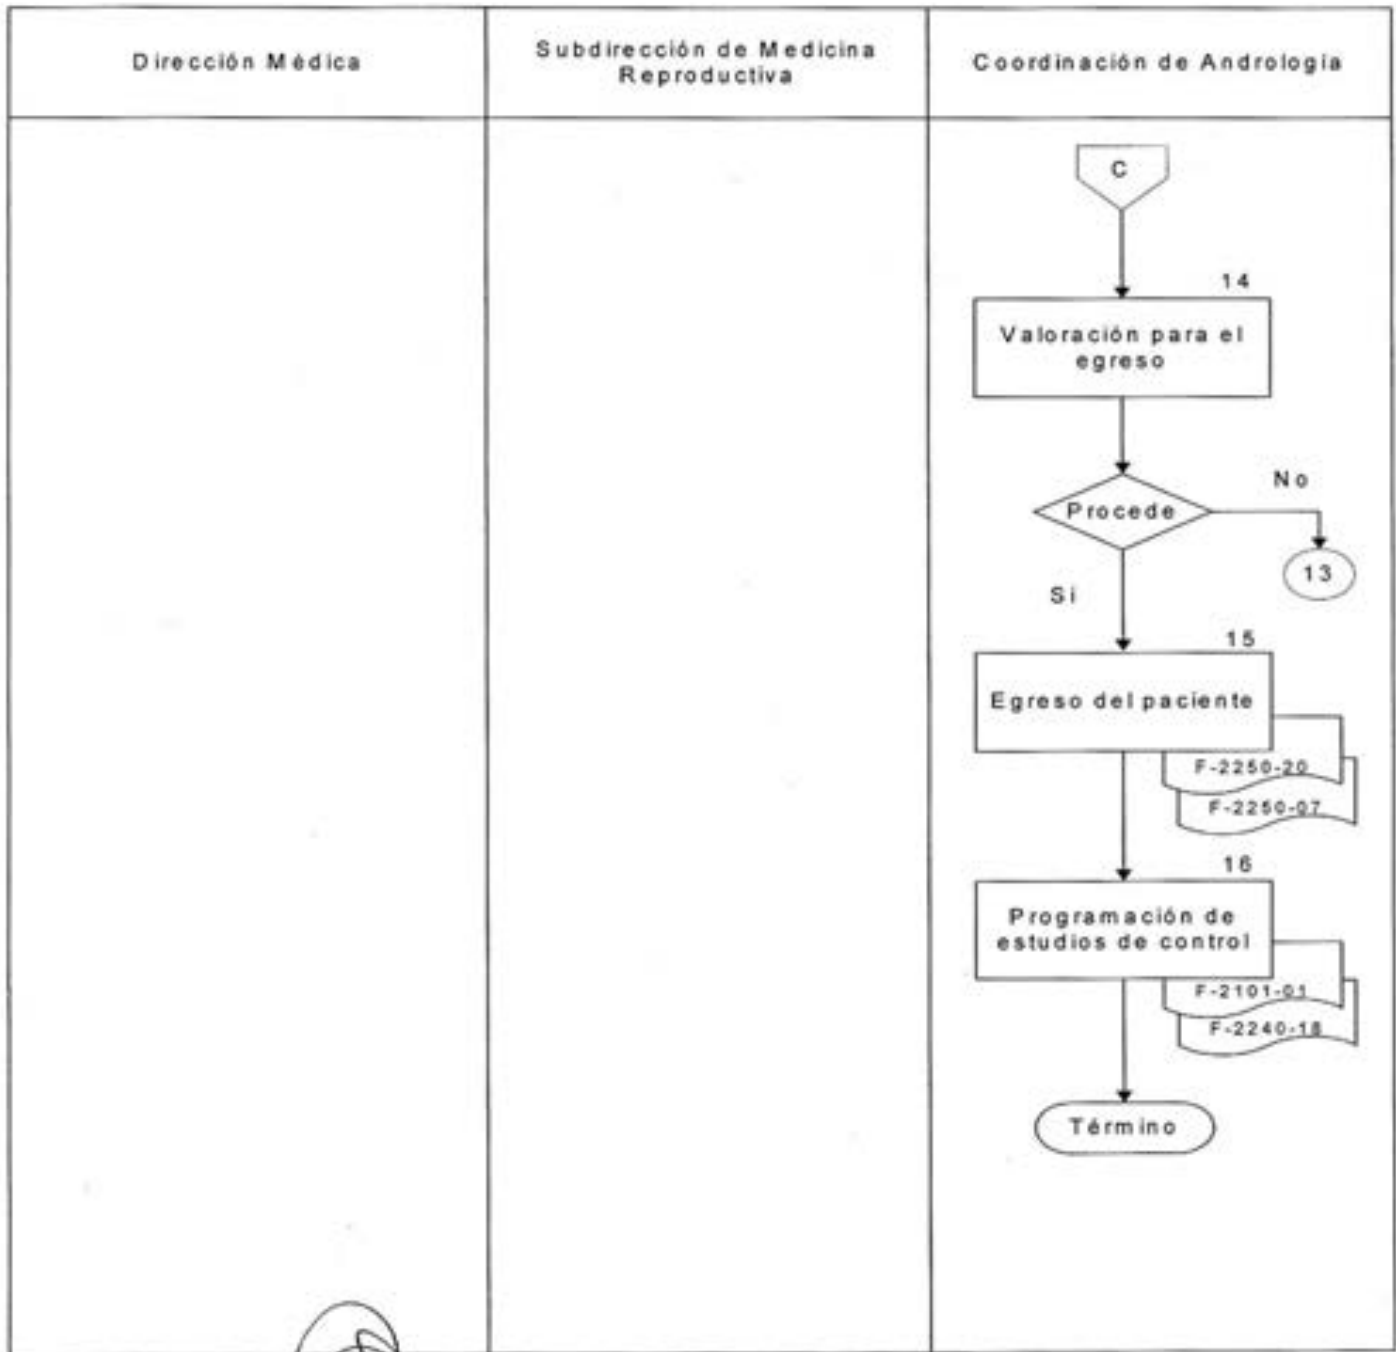 Dirección Médica
Subdirección de Medicina
Reproductiva
Coordinación de Andrología
C
14
Valoración para el
egreso
Procede
No
13
Si
15
Egreso del paciente
F-2250-20
F-2250-07
16
Programación de
estudios de control
F-2101-01
F-2240-18
Término